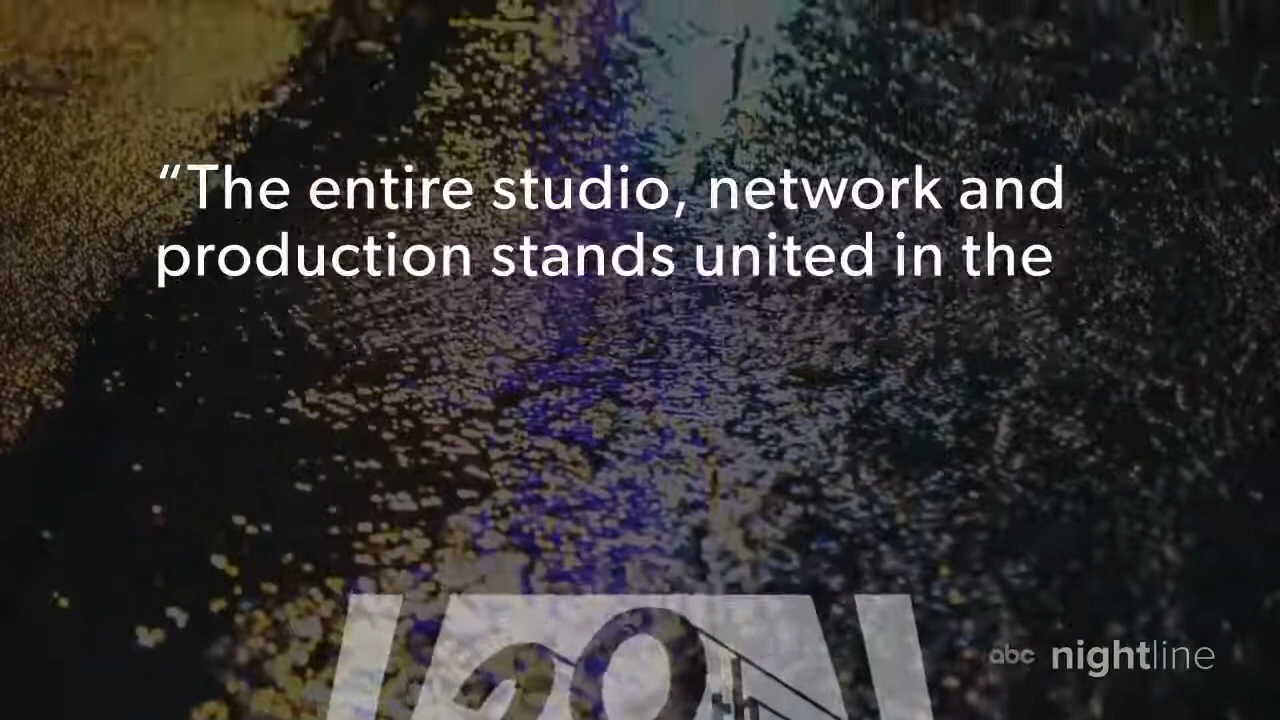 “The entire studio, network and
production stands united in the
abc nightline